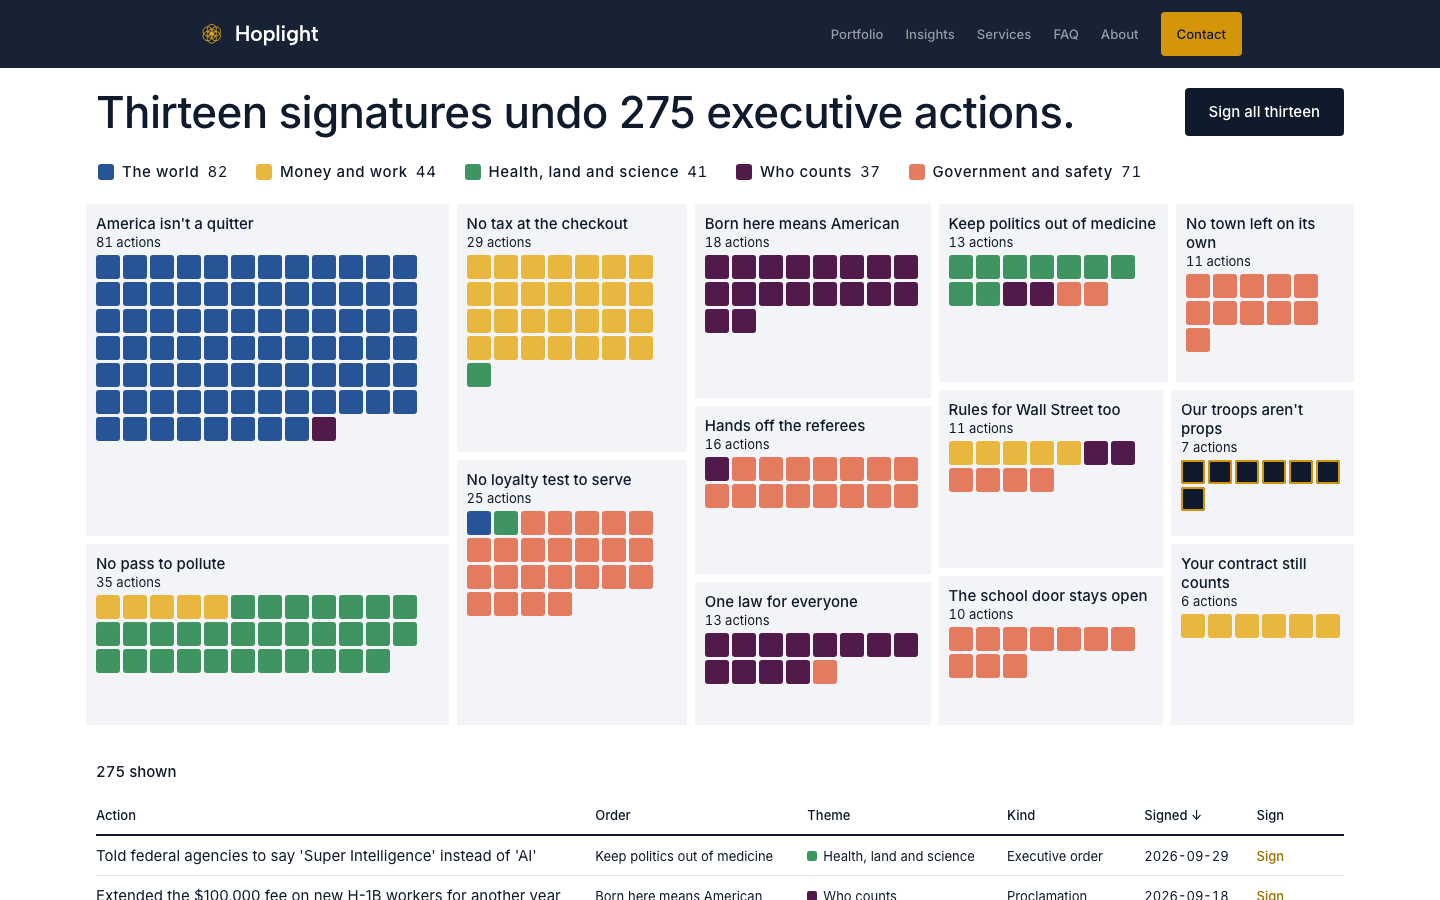 Hoplight
Portfolio Insights Services FAQ About Contact
Thirteen signatures undo 275 executive actions.
Sign all thirteen
The world 82 Money and work 44 Health, land and science 41 Who counts 37 Government and safety 71
America isn't a quitter
81 actions
No pass to pollute
35 actions
No tax at the checkout
29 actions
No loyalty test to serve
25 actions
Born here means American
18 actions
Hands off the referees
16 actions
One law for everyone
13 actions
Keep politics out of medicine
13 actions
No town left on its
own
11 actions
Rules for Wall Street too
11 actions
The school door stays open
10 actions
Our troops aren't
props
7 actions
Your contract still
counts
6 actions
275 shown
Action Order Theme Kind Signed ↓ Sign
Told federal agencies to say 'Super Intelligence' instead of 'AI' Keep politics out of medicine Health, land and science Executive order 2026-09-29 Sign
Extended the $100,000 fee on new H-1B workers for another year Born here means American Who counts Proclamation 2026-09-18 Sign